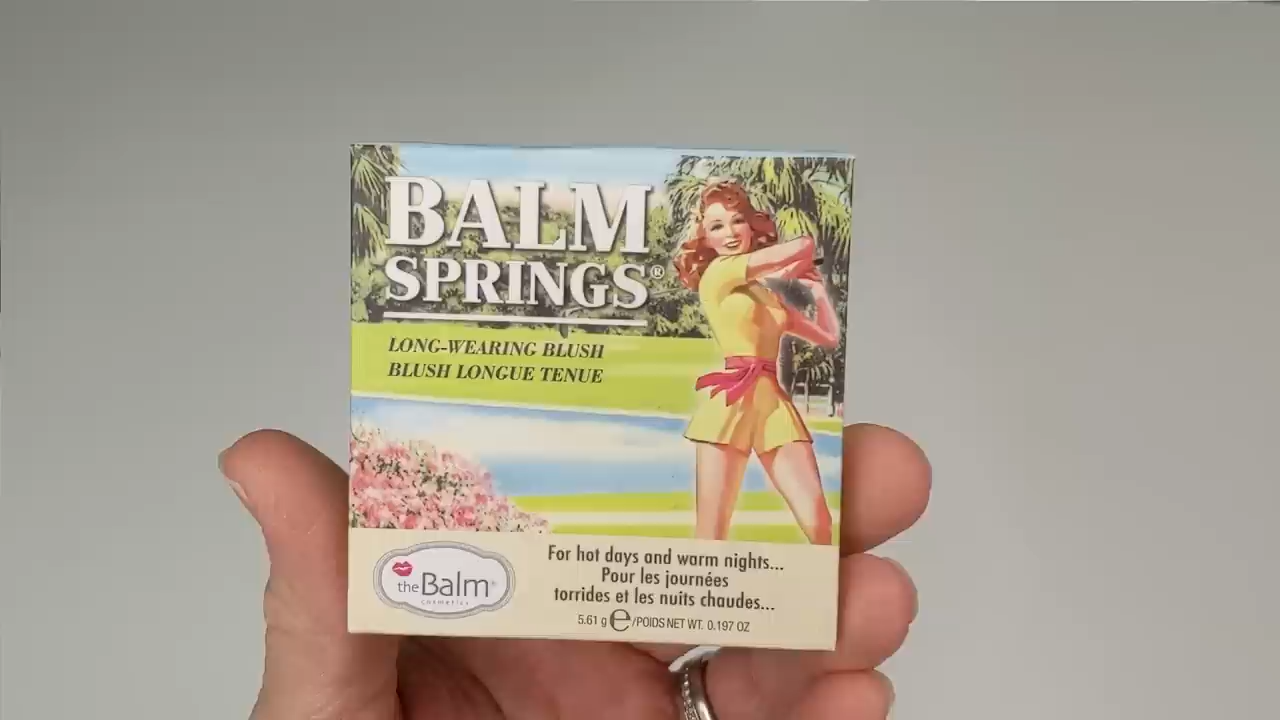 BALM
SPRINGS®
LONG-WEARING BLUSH
BLUSH LONGUE TENUE
theBalm®
cosmetics
For hot days and warm nights...
Pour les journées
torrides et les nuits chaudes...
5.61 g ℮/POIDS NET WT. 0.197 OZ